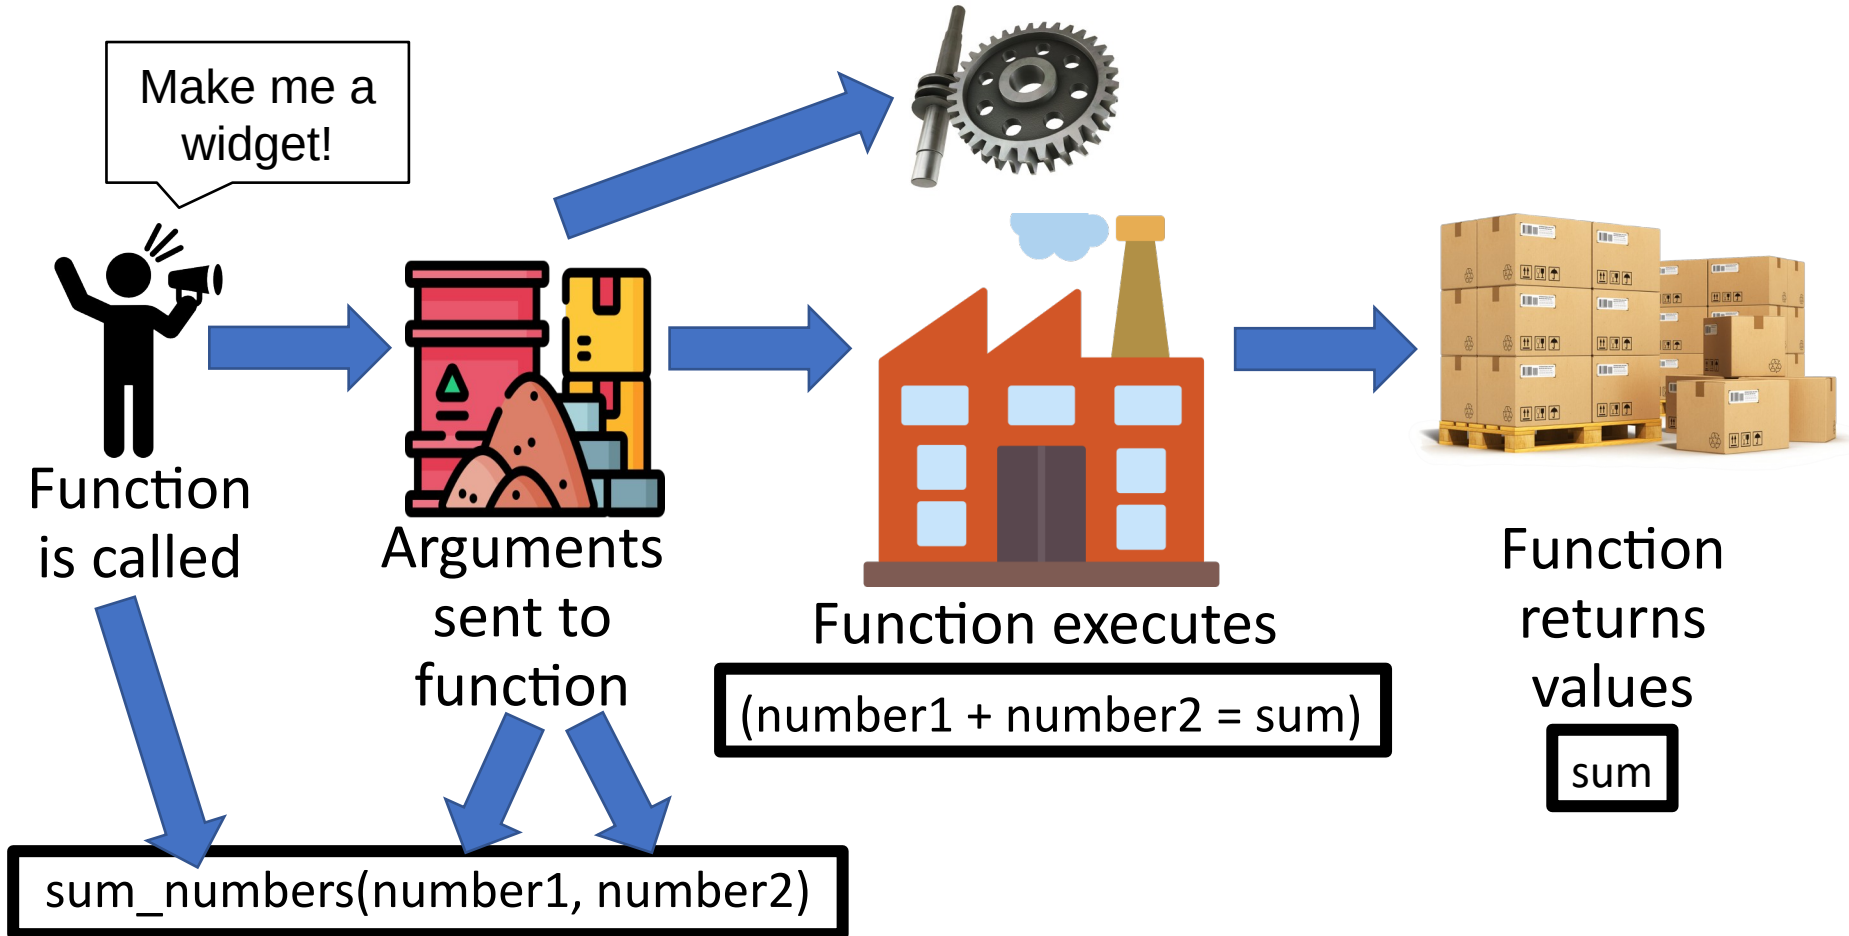 Make me a
widget!
Function
is called
Arguments
sent to
function
Function executes
(number1 + number2 = sum)
Function
returns
values
sum
sum_numbers(number1, number2)